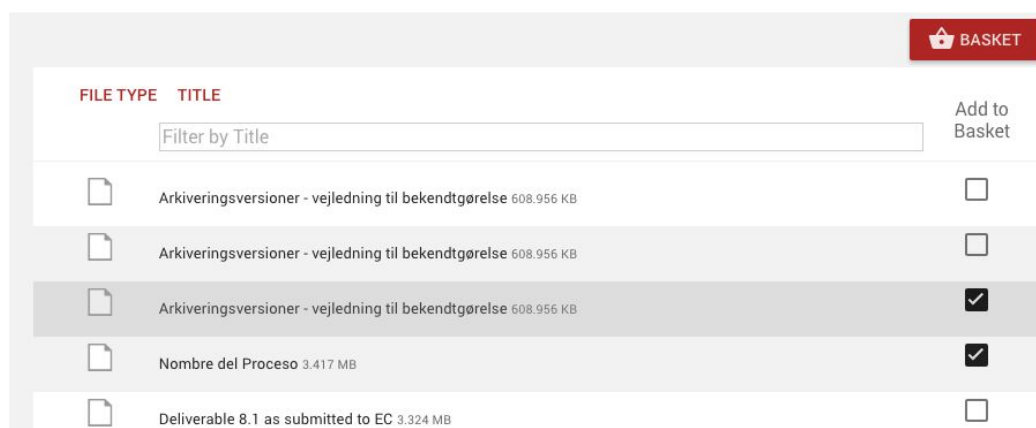 BASKET
FILE TYPE TITLE
Add to
Basket
Filter by Title
Arkiveringsversioner - vejledning til bekendtgørelse 608.956 KB
Arkiveringsversioner - vejledning til bekendtgørelse 608.956 KB
Arkiveringsversioner - vejledning til bekendtgørelse 608.956 KB
Nombre del Proceso 3.417 MB
Deliverable 8.1 as submitted to EC 3.324 MB